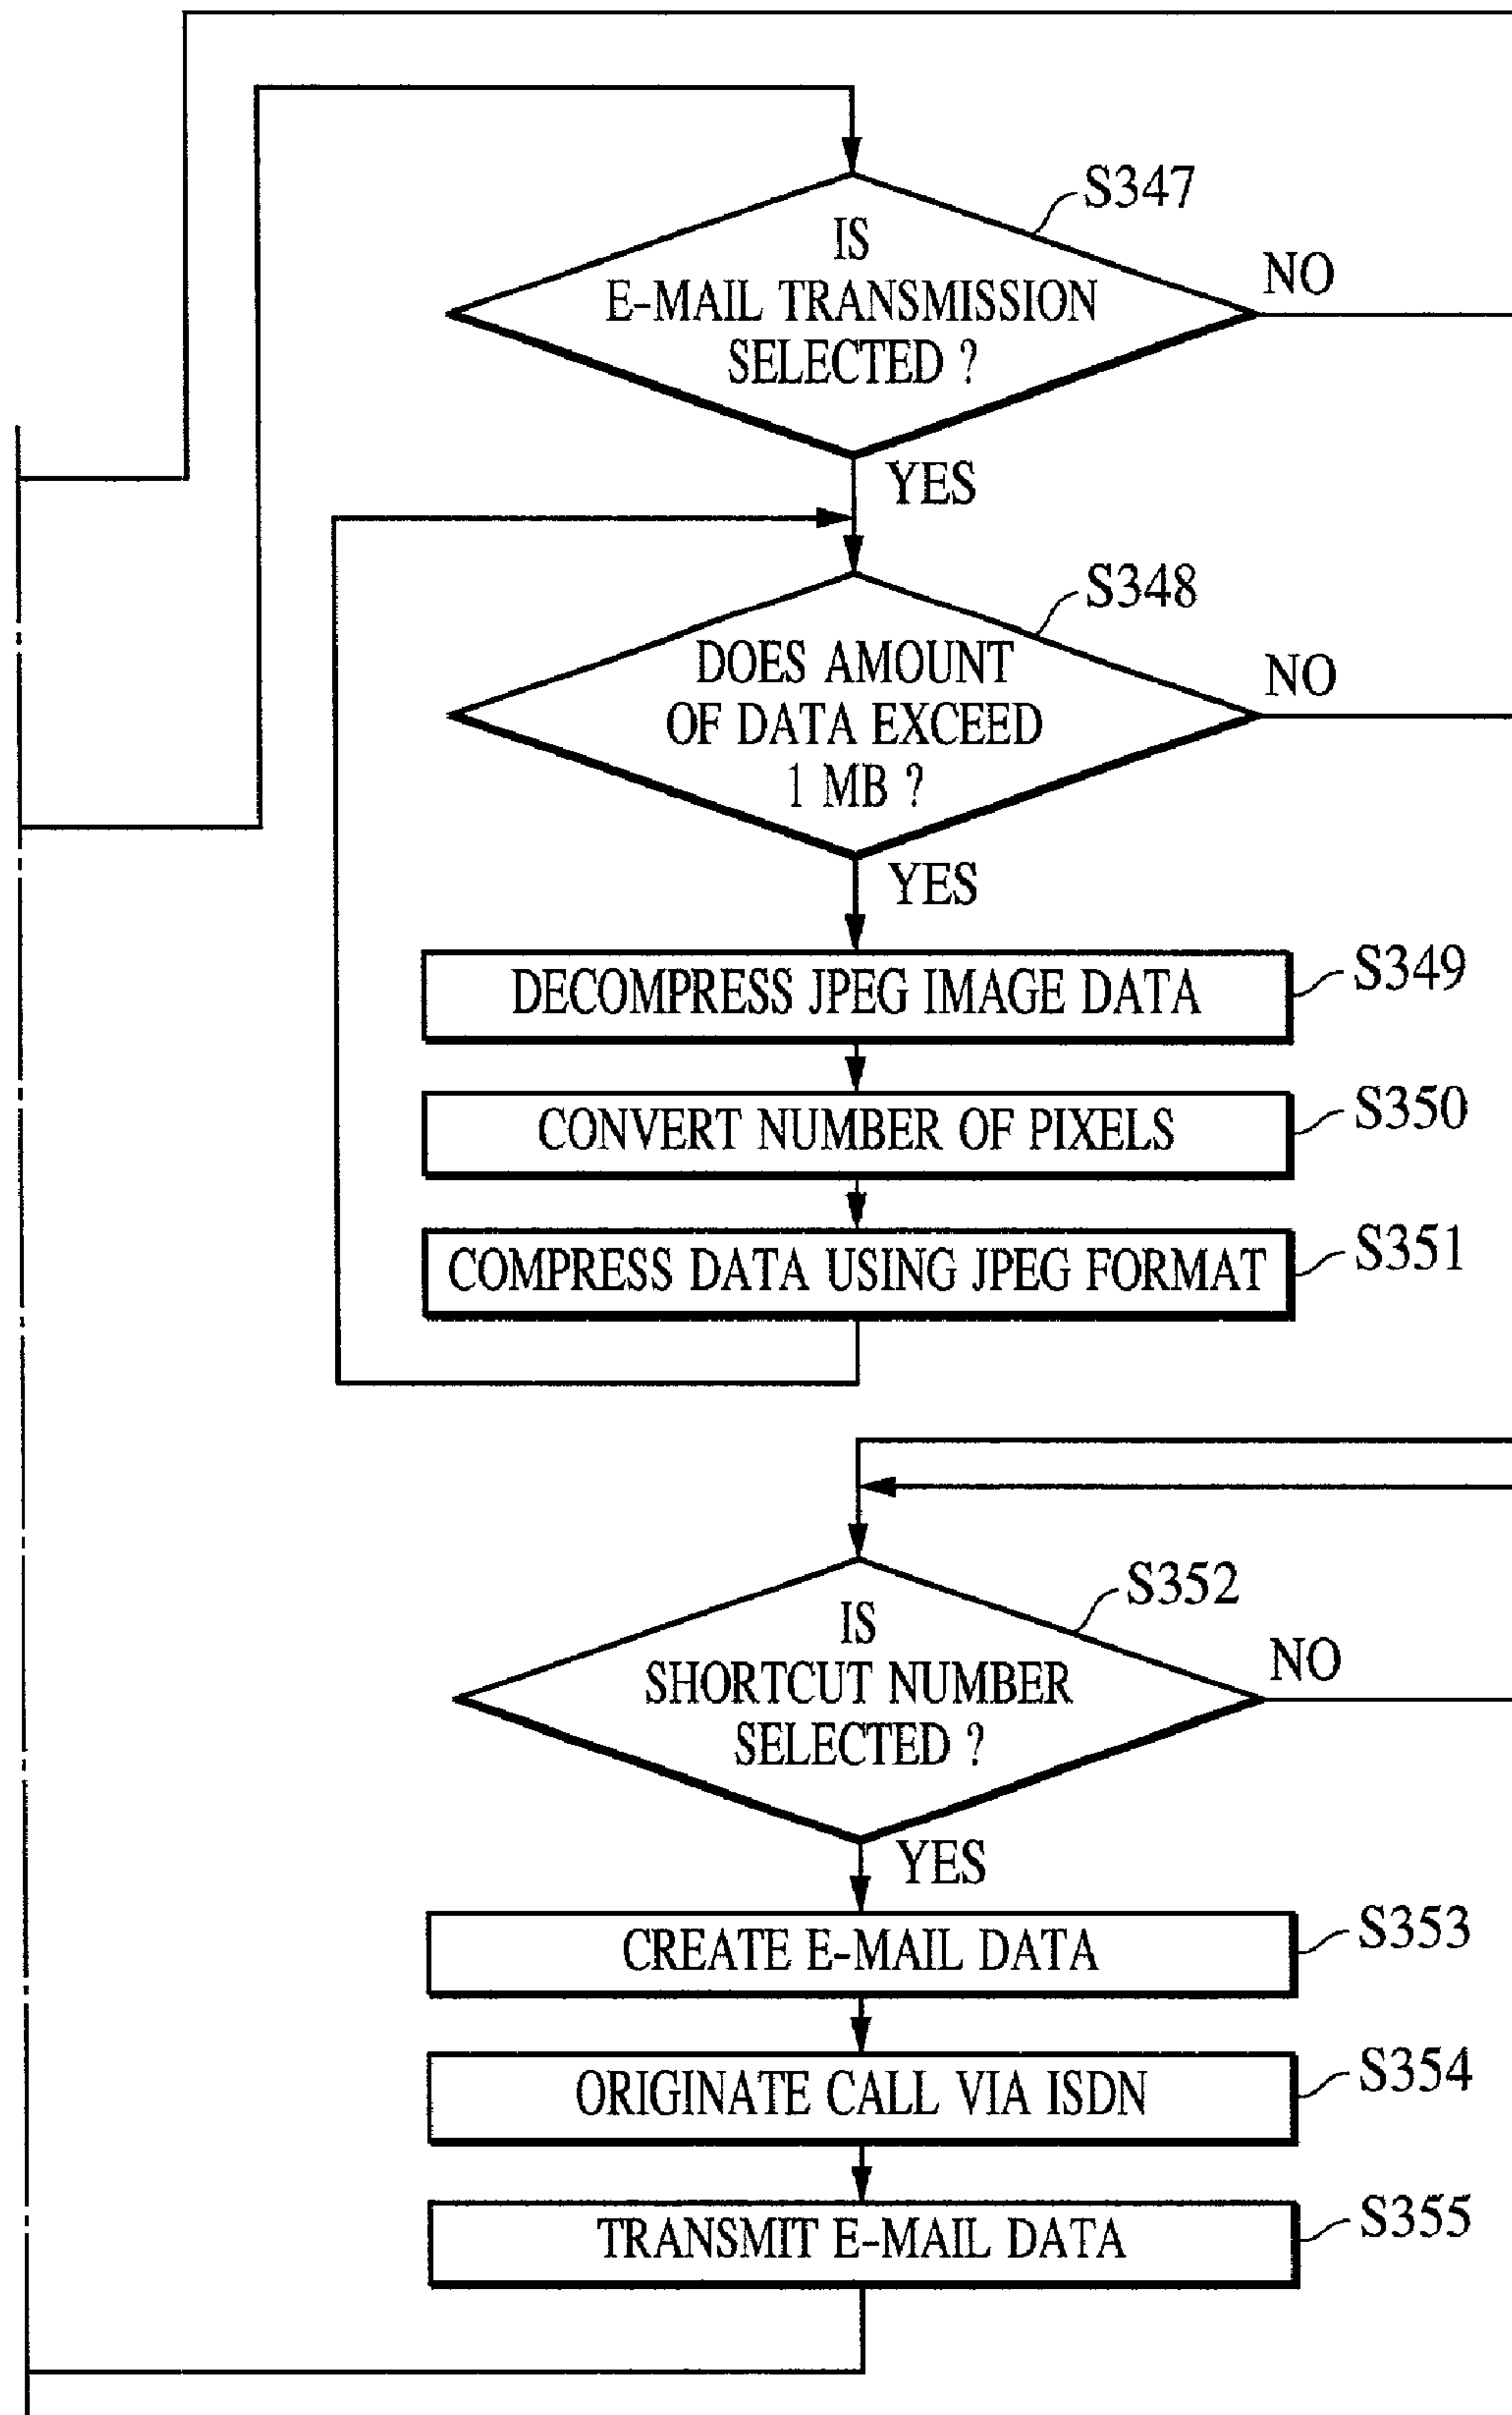 S347
IS
E-MAIL TRANSMISSION
SELECTED ?
NO
YES
S348
DOES AMOUNT
OF DATA EXCEED
1 MB ?
NO
YES
DECOMPRESS JPEG IMAGE DATA
S349
CONVERT NUMBER OF PIXELS
S350
COMPRESS DATA USING JPEG FORMAT
S351
S352
IS
SHORTCUT NUMBER
SELECTED ?
NO
YES
CREATE E-MAIL DATA
S353
ORIGINATE CALL VIA ISDN
S354
TRANSMIT E-MAIL DATA
S355